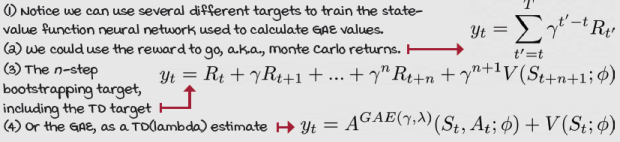 (1) Notice we can use several different targets to train the state-
value function neural network used to calculate GAE values.
(2) We could use the reward to go, a.k.a., Monte Carlo returns.
y_t = \sum_{t'=t}^{T} \gamma^{t'-t} R_{t'}
(3) The n-step
bootstrapping target,
including the TD target
y_t = R_t + \gamma R_{t+1} + ... + \gamma^n R_{t+n} + \gamma^{n+1} V(S_{t+n+1}; \phi)
(4) Or the GAE, as a TD(lambda) estimate
y_t = A^{GAE(\gamma,\lambda)}(S_t, A_t; \phi) + V(S_t; \phi)